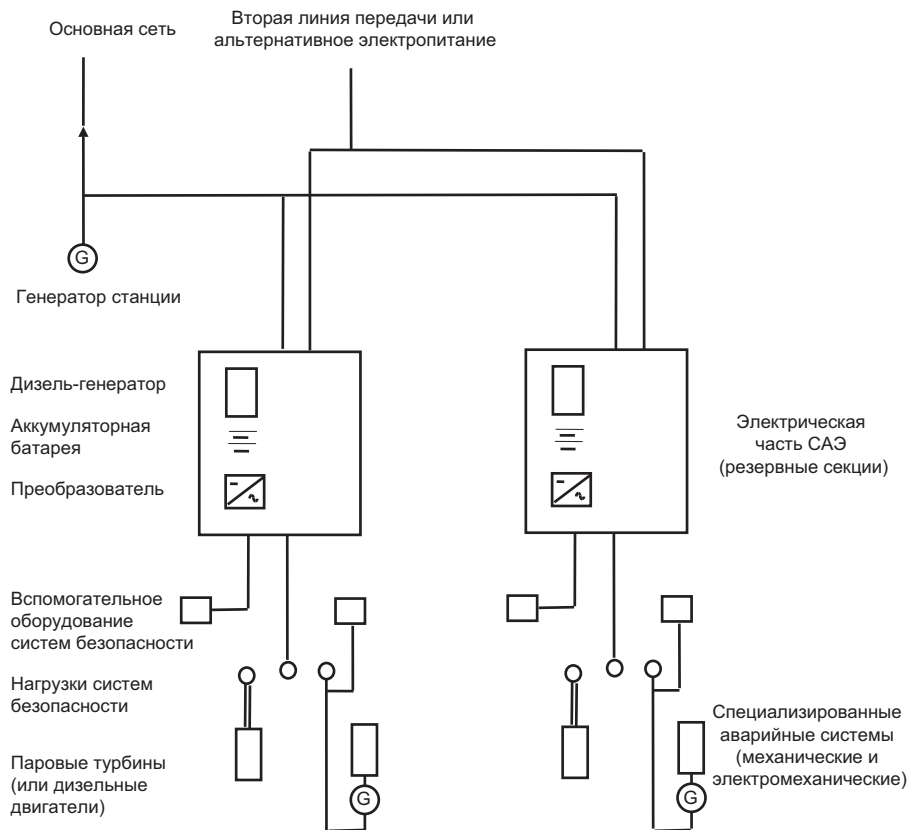 Основная сеть
Вторая линия передачи или
альтернативное электропитание
G
Генератор станции
Дизель-генератор
Аккумуляторная
батарея
Преобразователь
Электрическая
часть САЭ
(резервные секции)
Вспомогательное
оборудование
систем безопасности
Нагрузки систем
безопасности
Паровые турбины
(или дизельные
двигатели)
G
G
Специализированные
аварийные системы
(механические и
электромеханические)